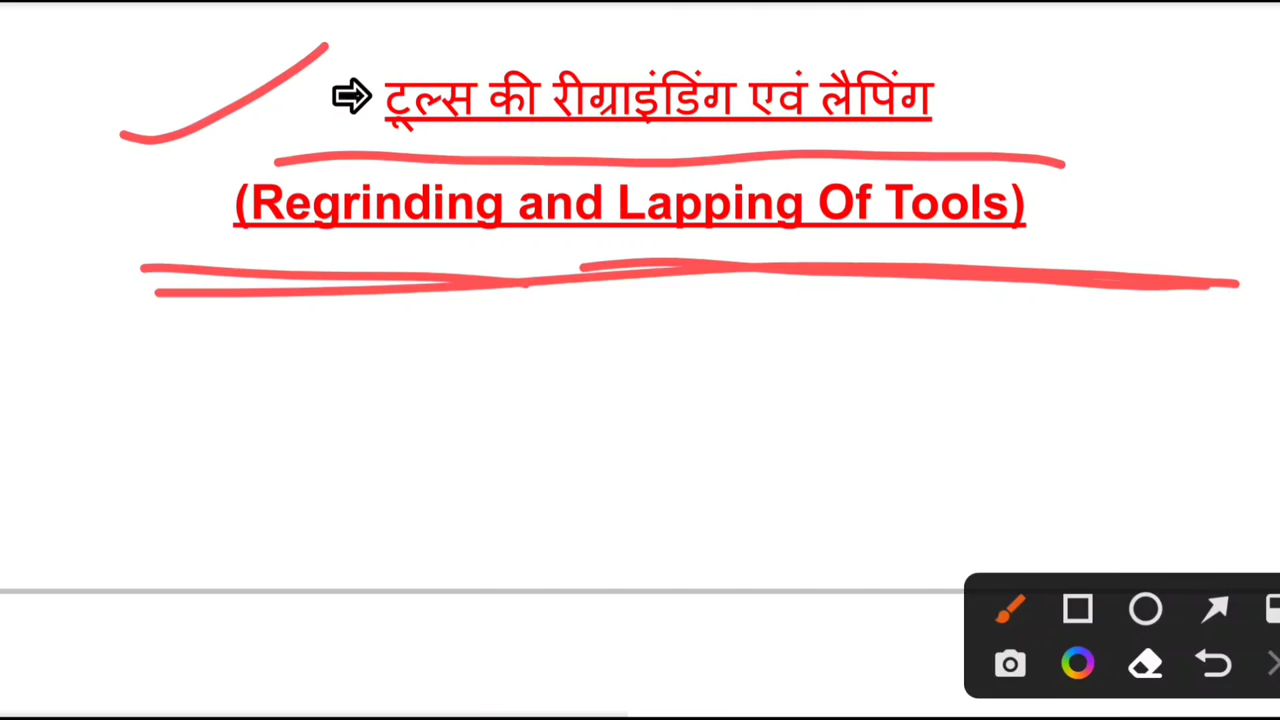 ⇨ टूल्स की रीग्राइंडिंग एवं लैपिंग
(Regrinding and Lapping Of Tools)